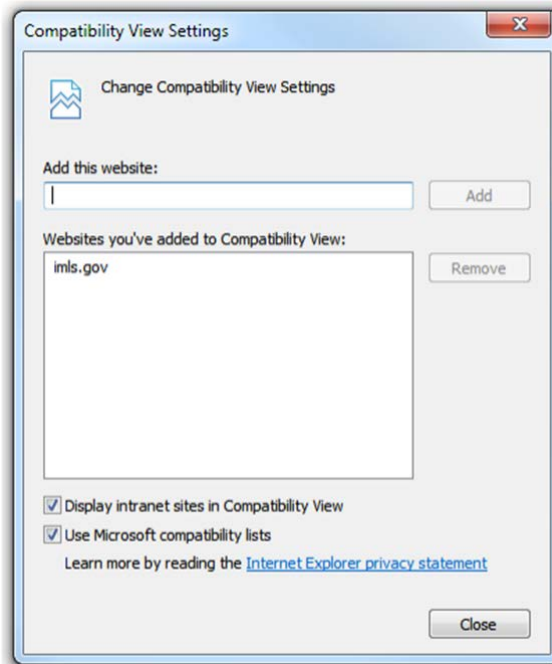 Compatibility View Settings
Change Compatibility View Settings
Add this website:
Add
Websites you've added to Compatibility View:
imls.gov
Remove
Display intranet sites in Compatibility View
Use Microsoft compatibility lists
Learn more by reading the Internet Explorer privacy statement
Close